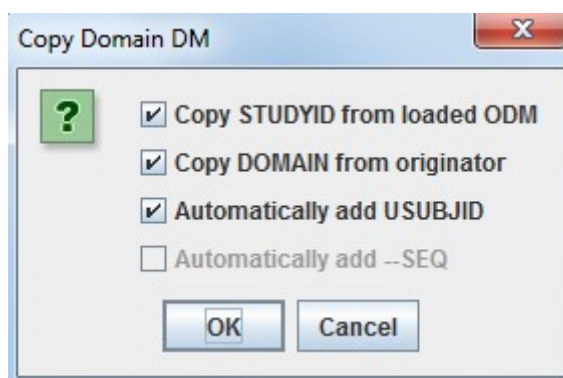 Copy Domain DM
Copy STUDYID from loaded ODM
Copy DOMAIN from originator
Automatically add USUBJID
Automatically add --SEQ
OK Cancel